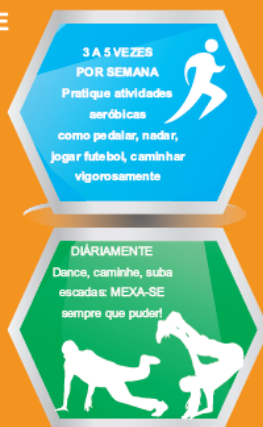 E
3 A 5 VEZES
POR SEMANA
Pratique atividades
aeróbicas
como pedalar, nadar,
jogar futebol, caminhar
vigorosamente
DIÁRIAMENTE
Dance, caminhe, suba
escadas: MEXA-SE
sempre que puder!